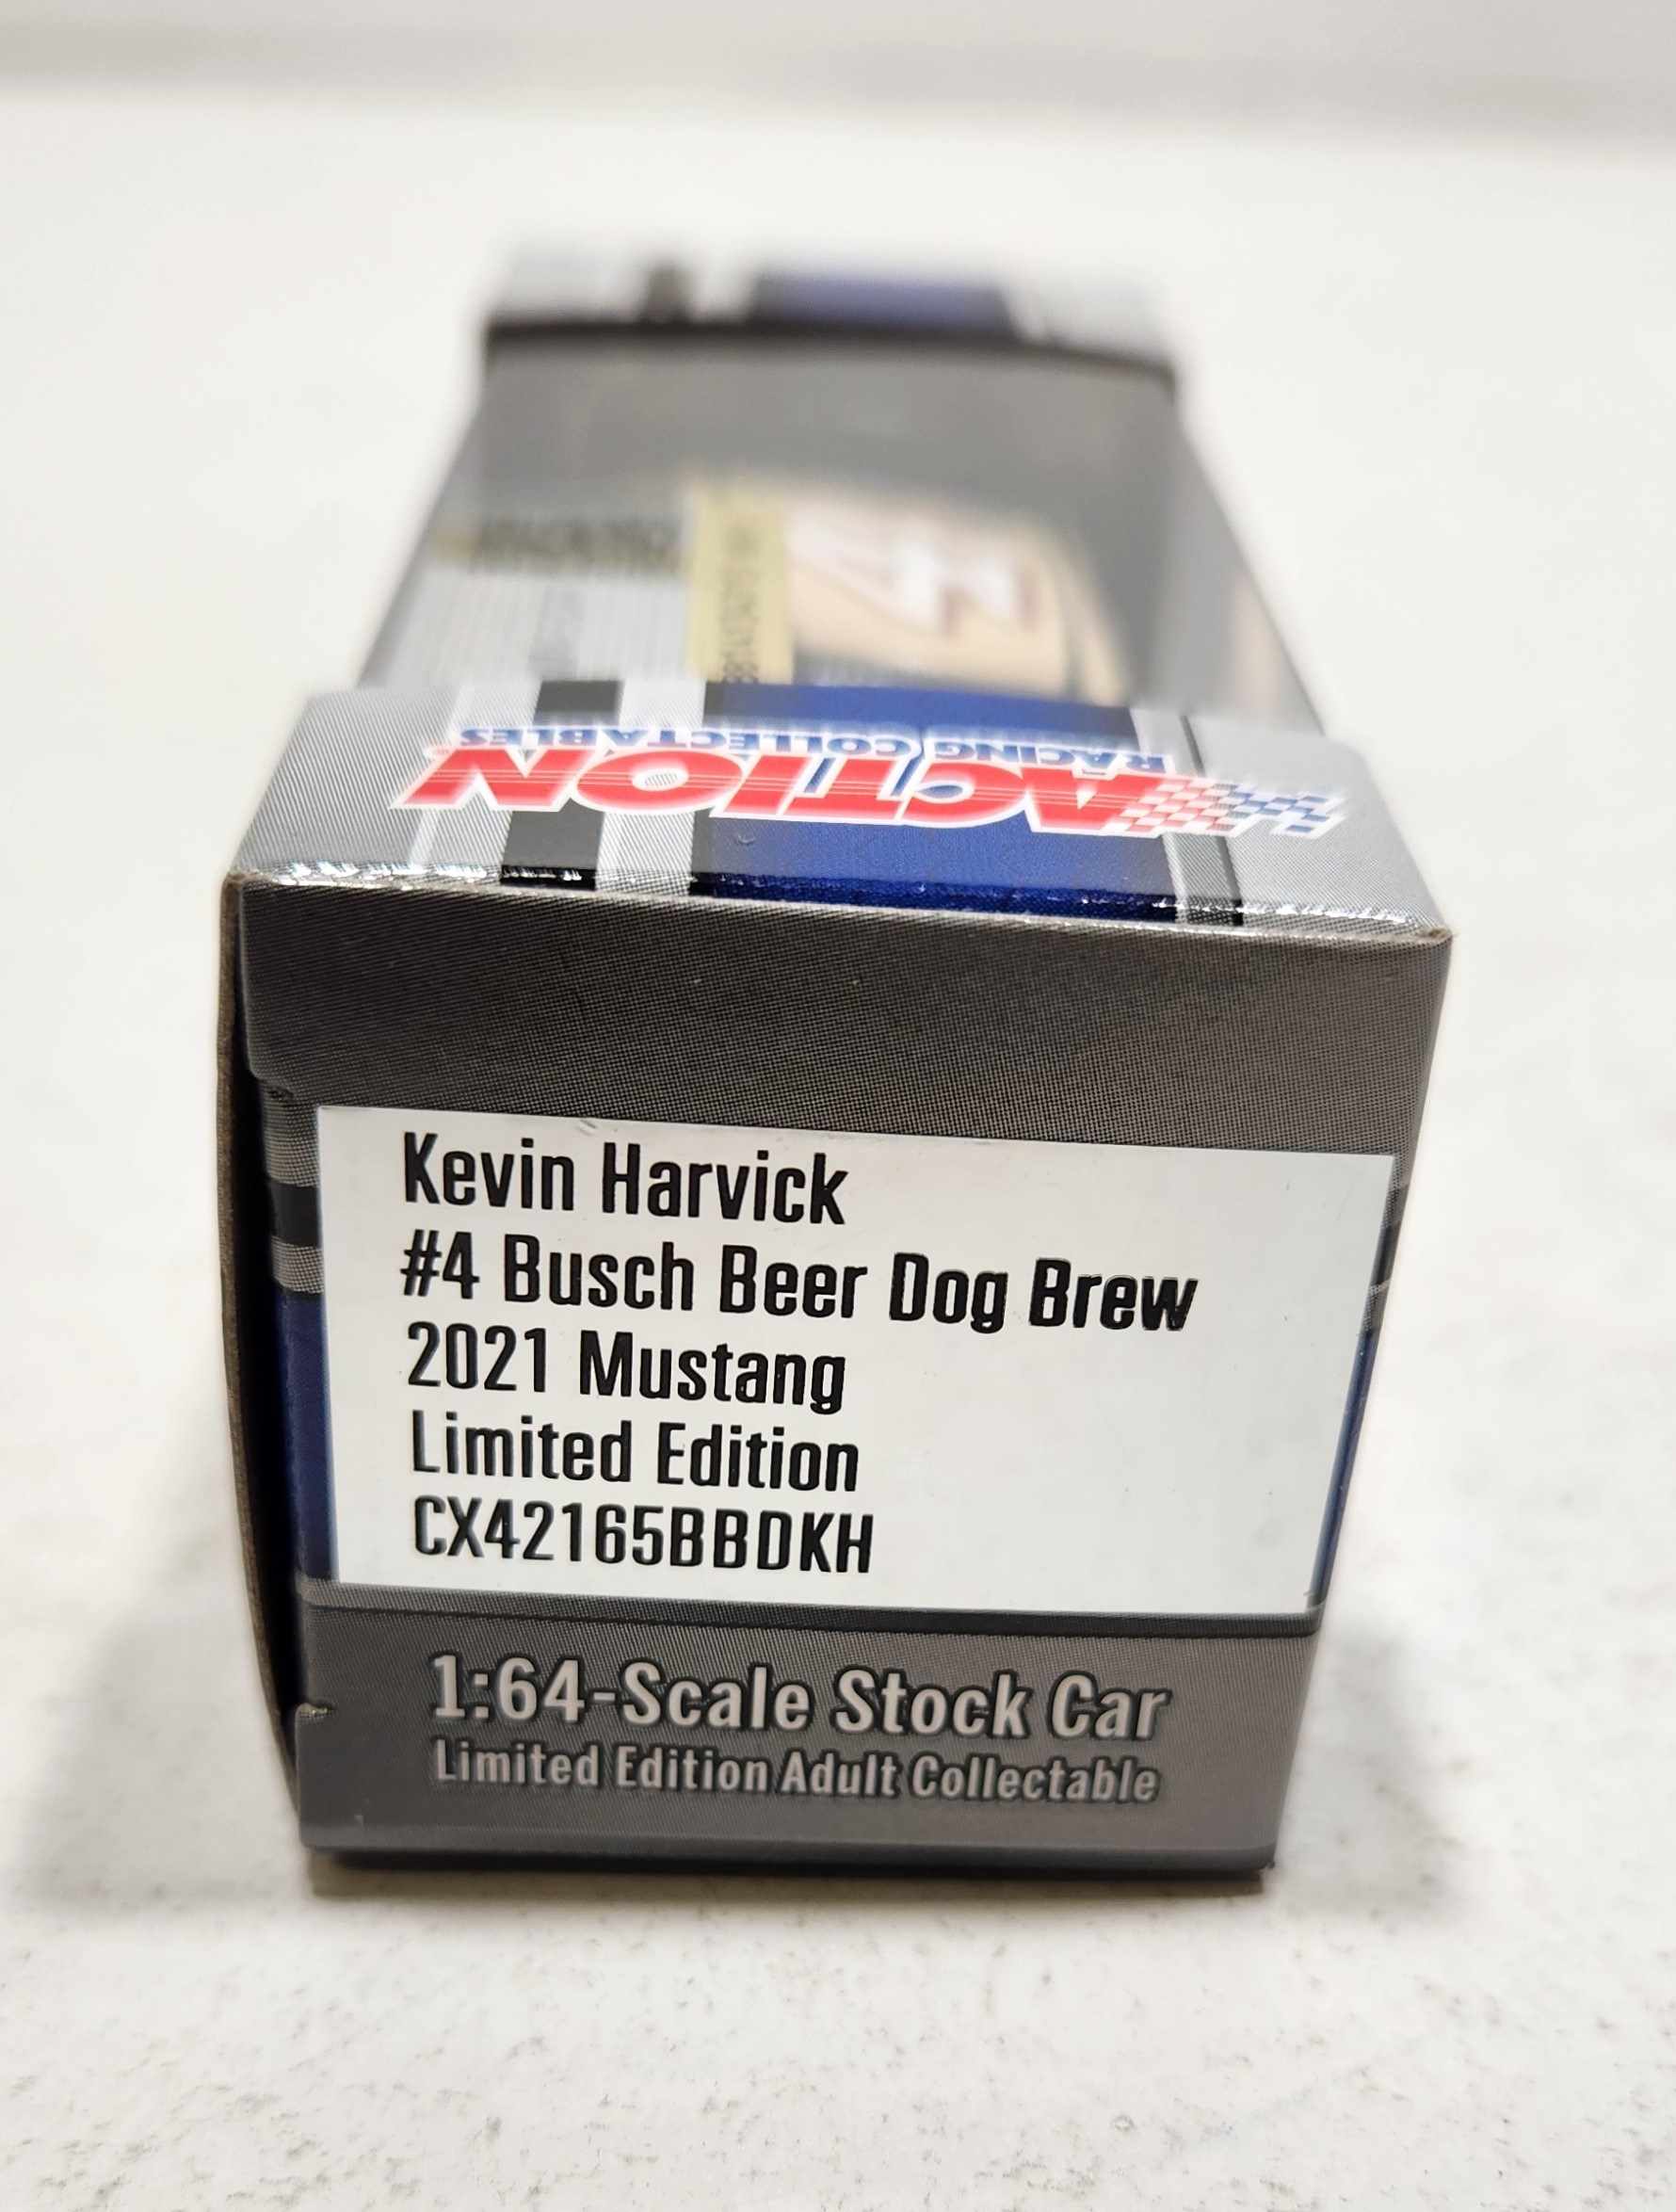 ACTION
RACING COLLECTABLES
Kevin Harvick
#4 Busch Beer Dog Brew
2021 Mustang
Limited Edition
CX42165BBDKH
1:64-Scale Stock Car
Limited Edition Adult Collectable